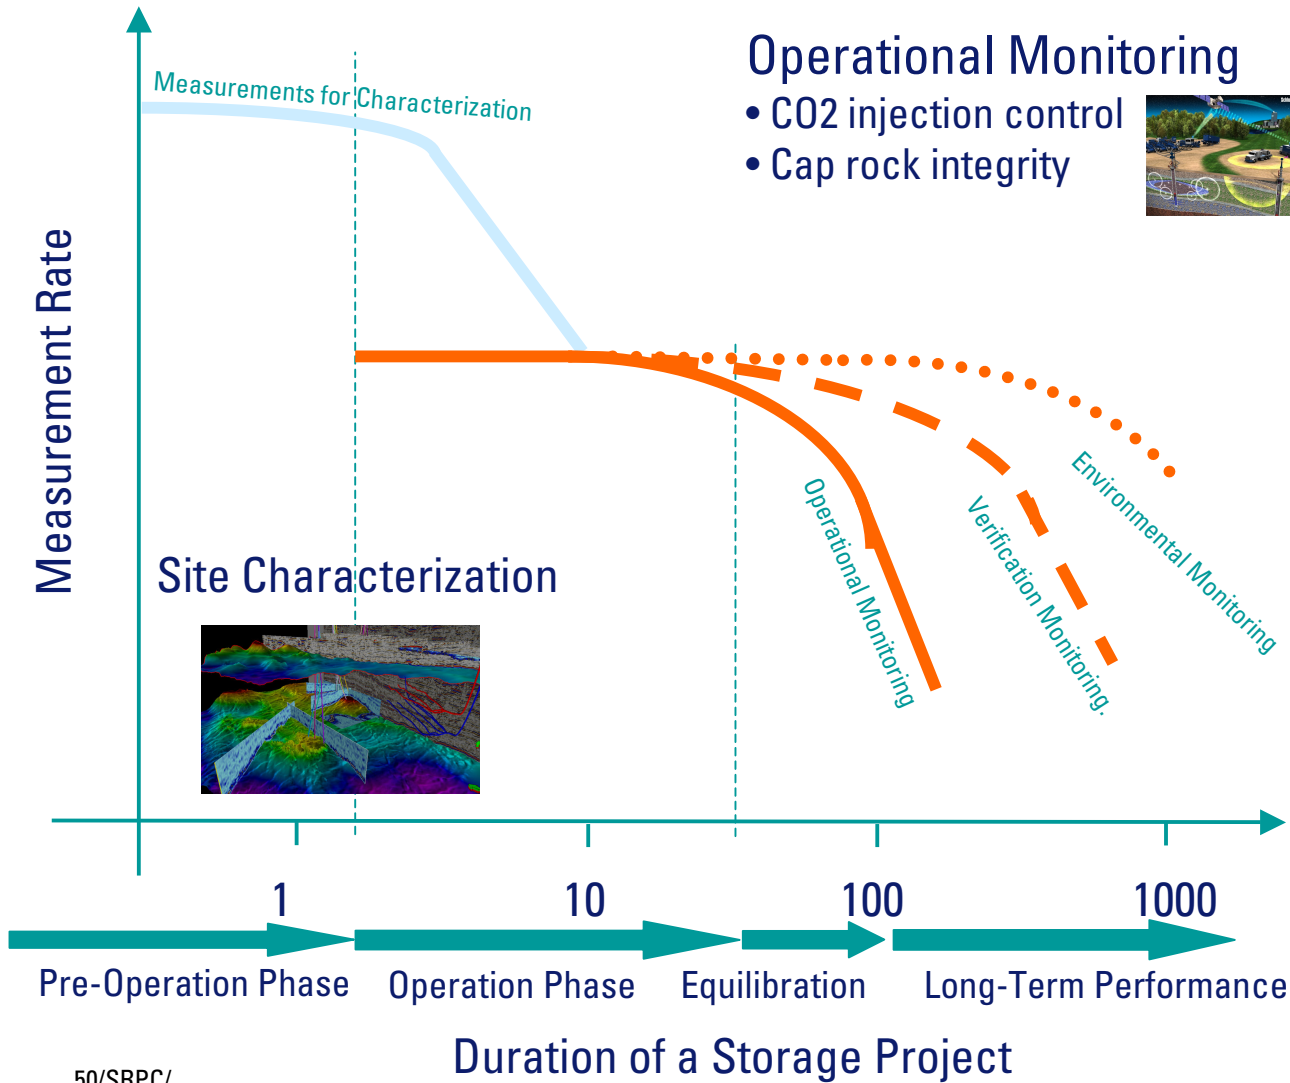 Operational Monitoring
• CO2 injection control
• Cap rock integrity
Measurements for Characterization
Measurement Rate
Site Characterization
Operational Monitoring
Verification Monitoring.
Environmental Monitoring
1 10 100 1000
Pre-Operation Phase Operation Phase Equilibration Long-Term Performance
Duration of a Storage Project
50/SRPC/